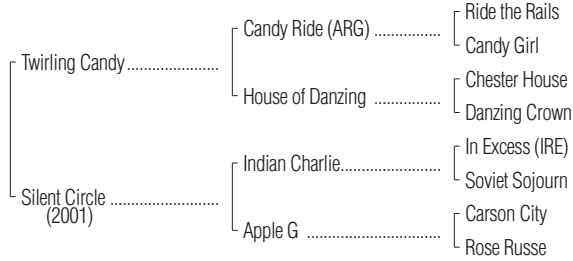 Ride the Rails
Candy Ride (ARG) ................
Candy Girl
Twirling Candy......................
Chester House
House of Danzing ................
Danzing Crown
In Excess (IRE)
Indian Charlie........................
Soviet Sojourn
Silent Circle ..........................
(2001)
Carson City
Apple G ................................
Rose Russe